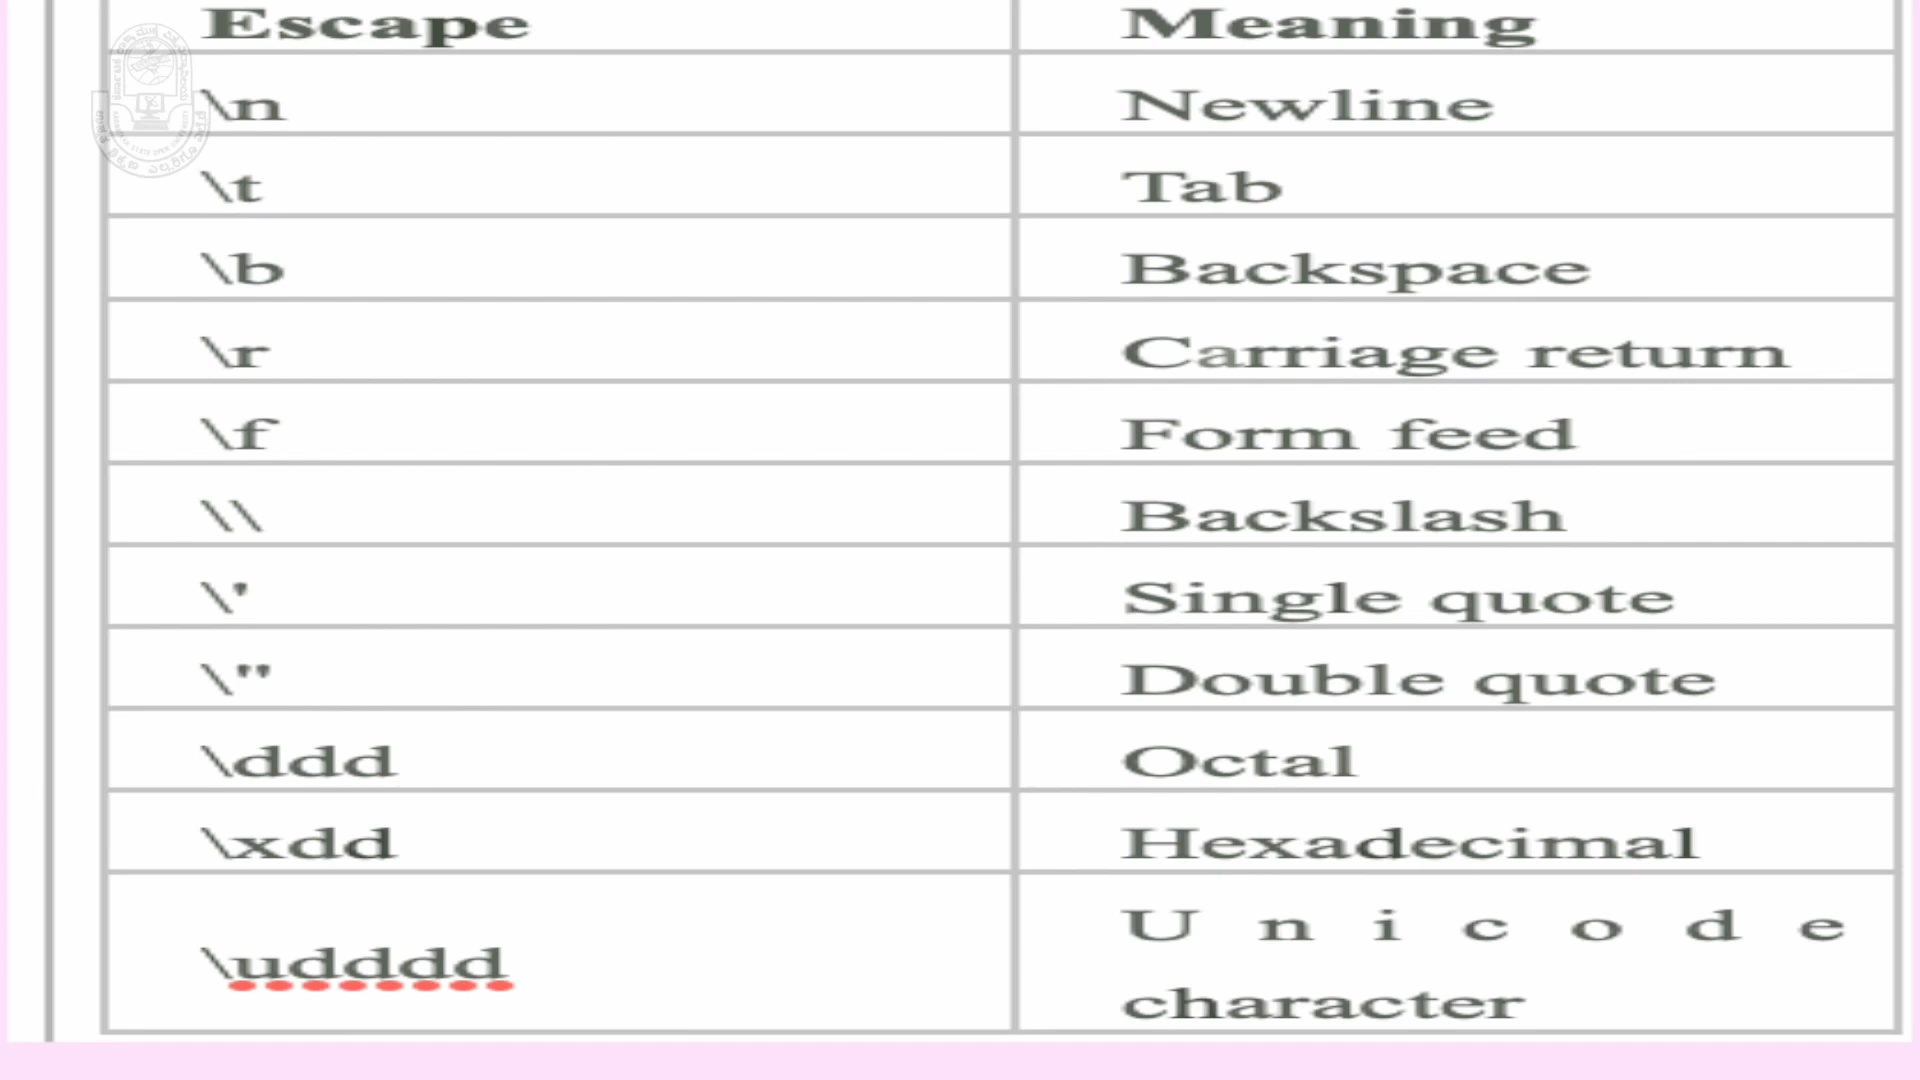 Escape Meaning
\n Newline
\t Tab
\b Backspace
\r Carriage return
\f Form feed
\\ Backslash
\' Single quote
\" Double quote
\ddd Octal
\xdd Hexadecimal
\udddd Unicode
character